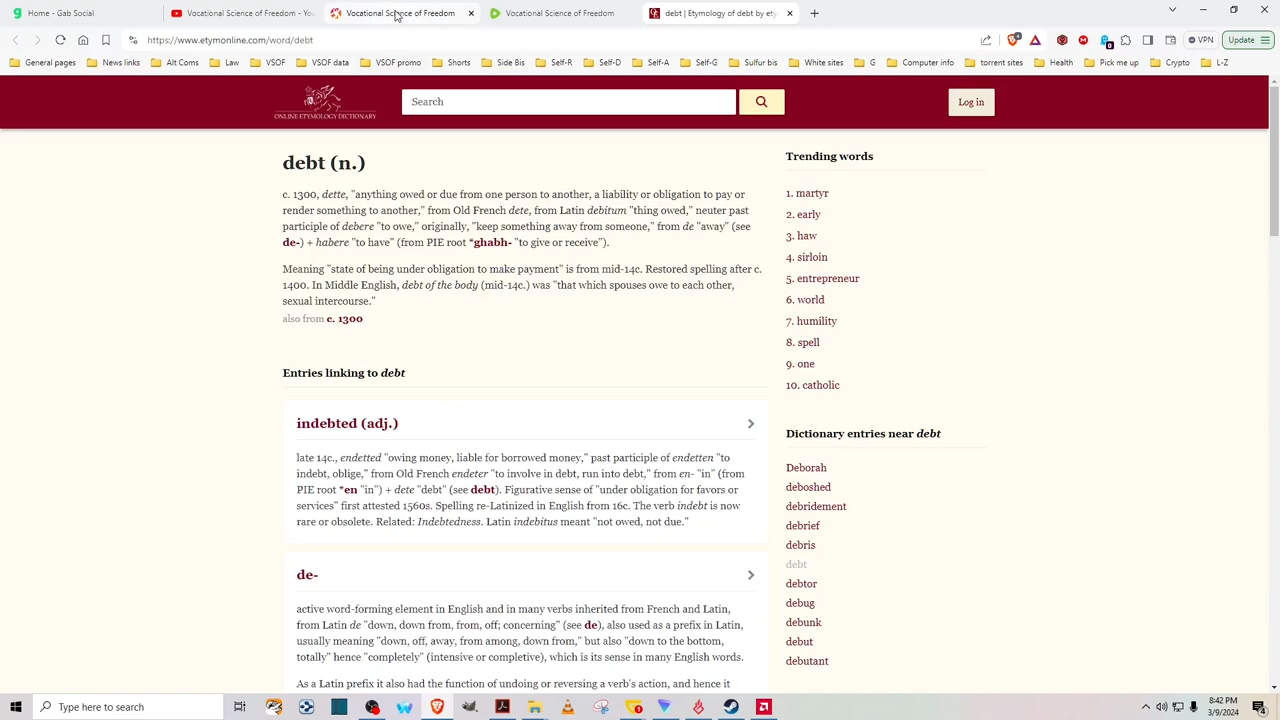 Home - Gab Social
Vocational Science of Freedom -
Vocational Science of Freedom
Vocational Science of Freedom
debt | Etymology of debt by ety
https://www.etymonline.com/word/debt
VPN
Update
General pages
News links
Alt Coms
Law
VSOF
VSOF data
VSOF promo
Shorts
Side Bis
Self-R
Self-D
Self-A
Self-G
Sulfur bis
White sites
G
Computer info
torrent sites
Health
Pick me up
Crypto
L-Z
ONLINE ETYMOLOGY DICTIONARY
Search
Log in
debt (n.)
c. 1300, dette, "anything owed or due from one person to another, a liability or obligation to pay or
render something to another," from Old French dete, from Latin debitum "thing owed," neuter past
participle of debere "to owe," originally, "keep something away from someone," from de "away" (see
de-) + habere "to have" (from PIE root *ghabh- "to give or receive").
Meaning "state of being under obligation to make payment" is from mid-14c. Restored spelling after c.
1400. In Middle English, debt of the body (mid-14c.) was "that which spouses owe to each other,
sexual intercourse."
also from c. 1300
Entries linking to debt
indebted (adj.)
late 14c., endetted "owing money, liable for borrowed money," past participle of endetten "to
indebt, oblige," from Old French endeter "to involve in debt, run into debt," from en- "in" (from
PIE root *en "in") + dete "debt" (see debt). Figurative sense of "under obligation for favors or
services" first attested 1560s. Spelling re-Latinized in English from 16c. The verb indebt is now
rare or obsolete. Related: Indebtedness. Latin indebitus meant "not owed, not due."
de-
active word-forming element in English and in many verbs inherited from French and Latin,
from Latin de "down, down from, from, off; concerning" (see de), also used as a prefix in Latin,
usually meaning "down, off, away, from among, down from," but also "down to the bottom,
totally" hence "completely" (intensive or completive), which is its sense in many English words.
As a Latin prefix it also had the function of undoing or reversing a verb's action, and hence it
Trending words
1. martyr
2. early
3. haw
4. sirloin
5. entrepreneur
6. world
7. humility
8. spell
9. one
10. catholic
Dictionary entries near debt
Deborah
deboshed
debridement
debrief
debris
debt
debtor
debug
debunk
debut
debutant
Type here to search
8:42 PM
3/9/2024